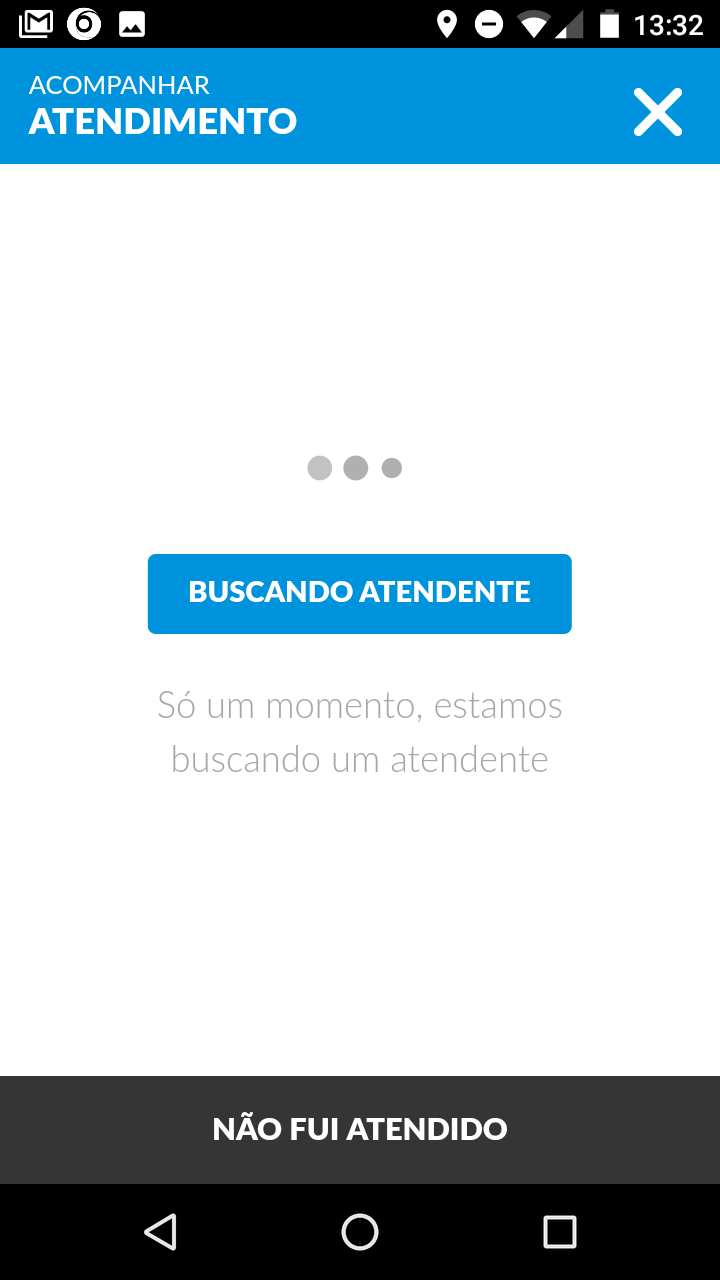 13:32
ACOMPANHAR
ATENDIMENTO
BUSCANDO ATENDENTE
Só um momento, estamos
buscando um atendente
NÃO FUI ATENDIDO